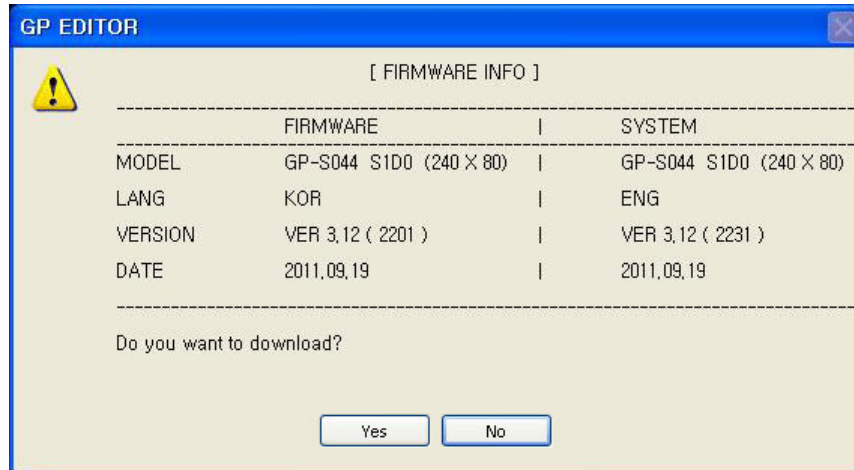 GP EDITOR
[ FIRMWARE INFO ]
FIRMWARE | SYSTEM
MODEL GP-S044 S1D0 (240 X 80) | GP-S044 S1D0 (240 X 80)
LANG KOR | ENG
VERSION VER 3,12 ( 2201 ) | VER 3,12 ( 2231 )
DATE 2011,09,19 | 2011,09,19
Do you want to download?
Yes No